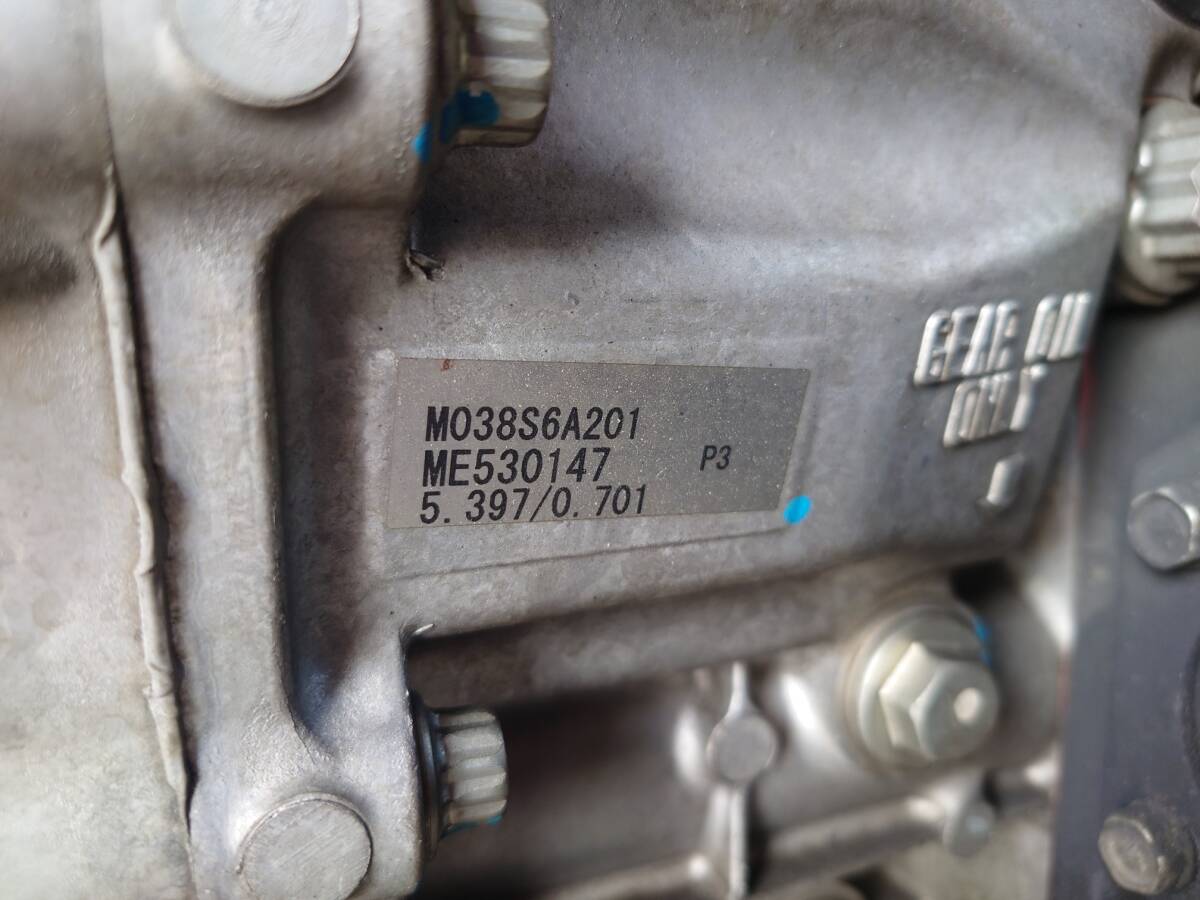 M038S6A201
ME530147 P3
5.397/0.701
GEAR OIL
ONLY